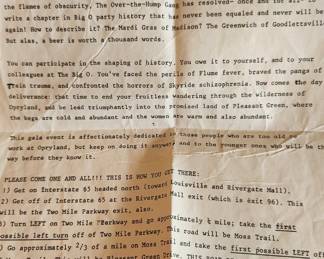 the flames of obscurity, The Over-the-Hump Gang has resolved- once and for all- to
write a chapter in Big O party history that has never been equaled and never will be
again! How to describe it? The Mardi Gras of Madison? The Greenwich of Goodlettsvill
But alas, a beer is worth a thousand words.
You can participate in the shaping of history. You owe it to yourself, and to your
colleagues at The Big O. You've faced the perils of Flume fever, braved the pangs of
Train trauma, and confronted the horrors of Skyride schizophrenia. Now comes the day
deliverance: that time to end your fruitless wandering through the wilderness of
Opryland, and be lead triumphantly into the promised land of Pleasant Green, where
the kegs are cold and abundant and the women are warm and also abundant.
This gala event is affectionately dedicated to those people who are too old to
work at Opryland, but keep on doing it anyway and to the younger ones who will be th
way before they know it.
PLEASE COME ONE AND ALL!!! THIS IS HOW YOU GET THERE:
1) Get on Interstate 65 headed north (toward Louisville and Rivergate Mall).
2) Get off of Interstate 65 at the Rivergate Mall exit (which is exit 96). This
will be the Two Mile Parkway exit, also.
3) Turn LEFT on Two Mile Parkway and go approximately ¼ mile; take the first
possible left turn off of Two Mile Parkway. This road will be Moss Trail.
Go approximately 2/3 of a mile on Moss Trail and take the first possible LEFT off
will be Pleasant Green Drive.